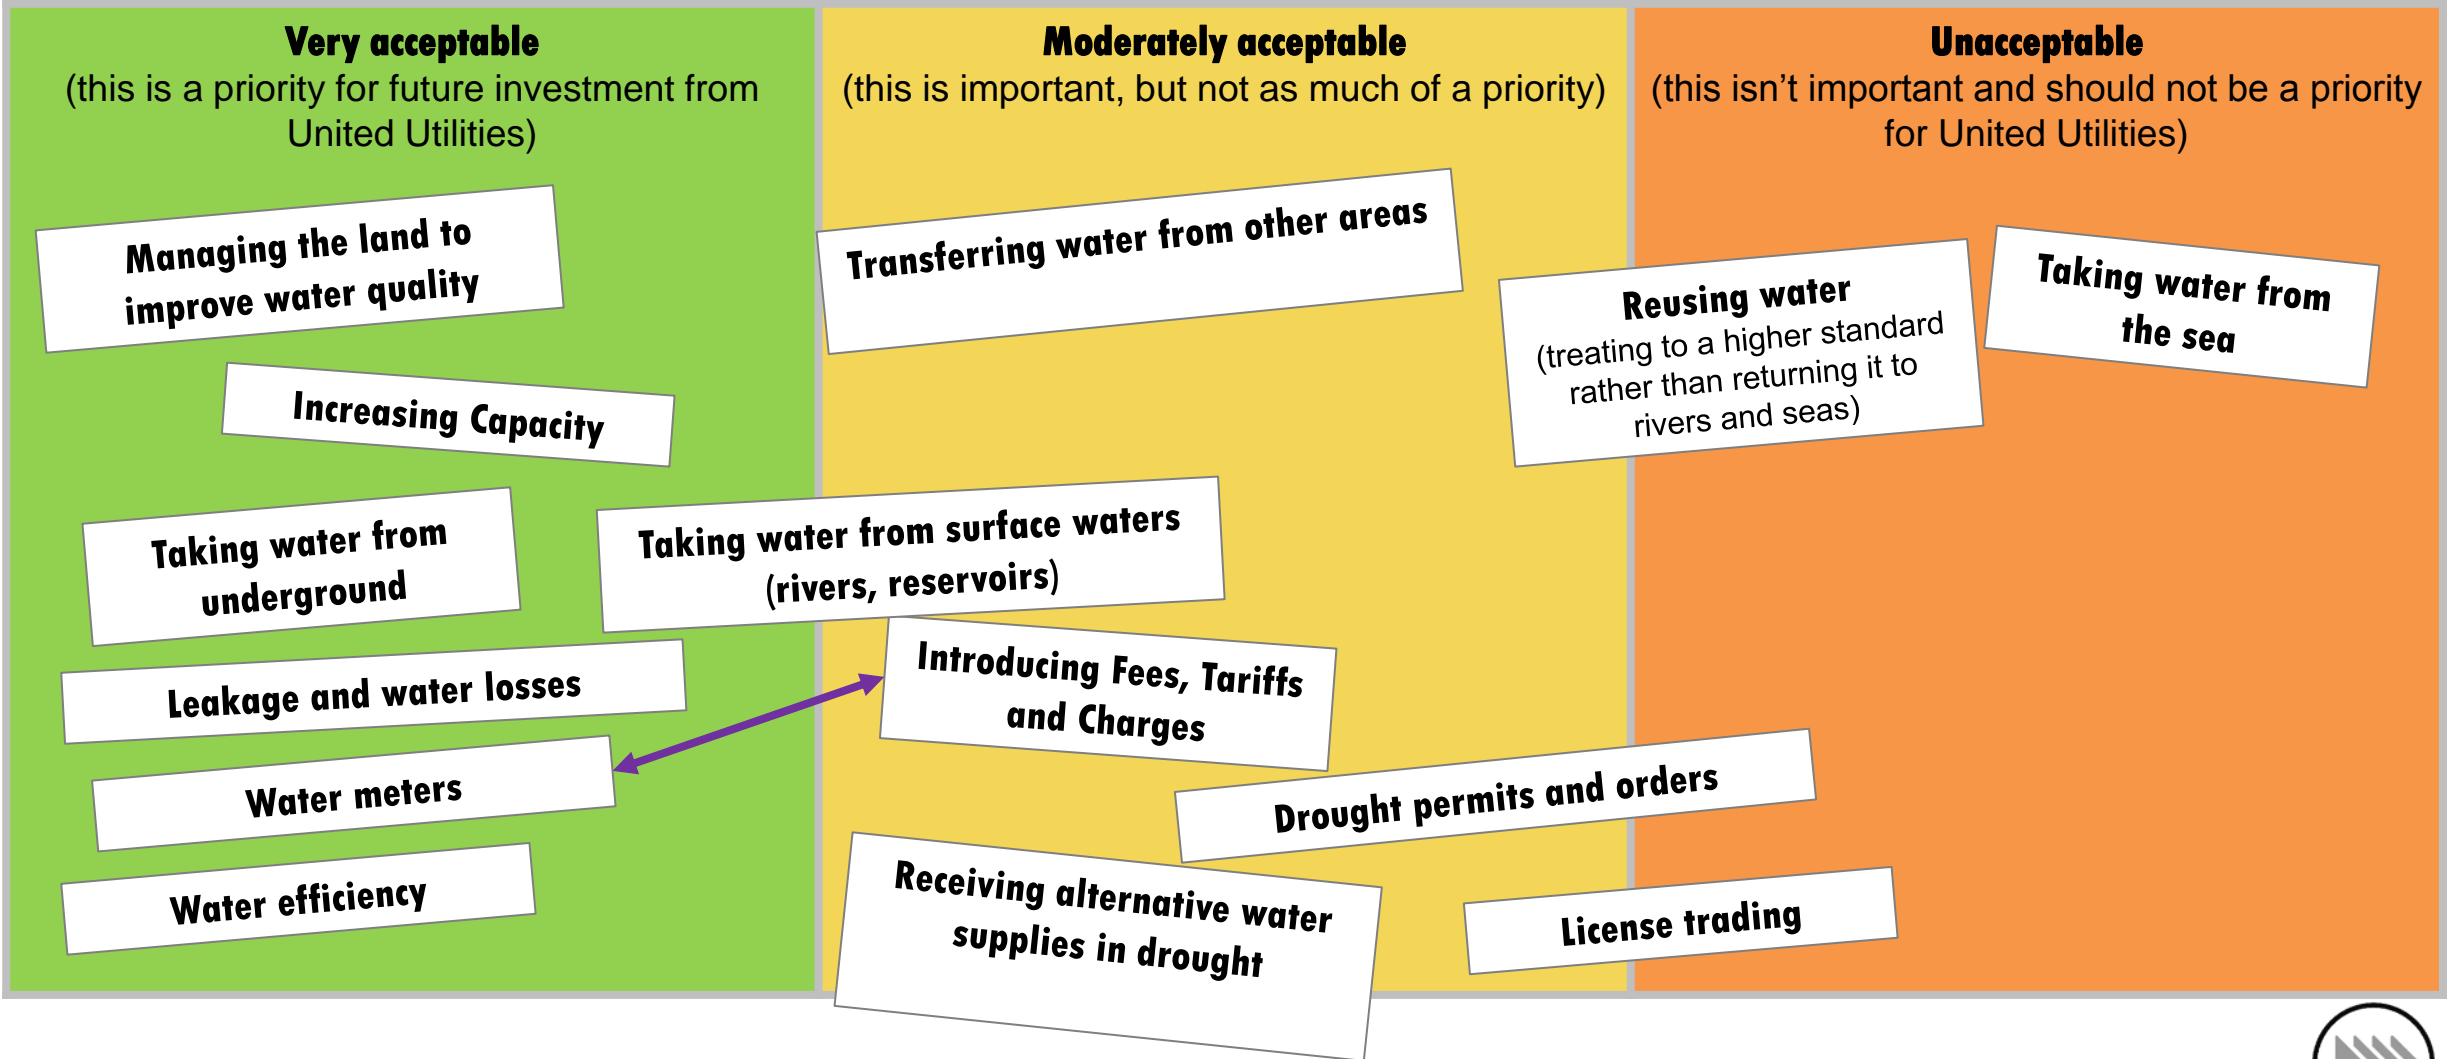 Very acceptable
(this is a priority for future investment from
United Utilities)
Moderately acceptable
(this is important, but not as much of a priority)
Unacceptable
(this isn't important and should not be a priority
for United Utilities)
Managing the land to
improve water quality
Increasing Capacity
Taking water from
underground
Leakage and water losses
Water meters
Water efficiency
Transferring water from other areas
Taking water from surface waters
(rivers, reservoirs)
Introducing Fees, Tariffs
and Charges
Drought permits and orders
Receiving alternative water
supplies in drought
Reusing water
(treating to a higher standard
rather than returning it to
rivers and seas)
Taking water from
the sea
License trading